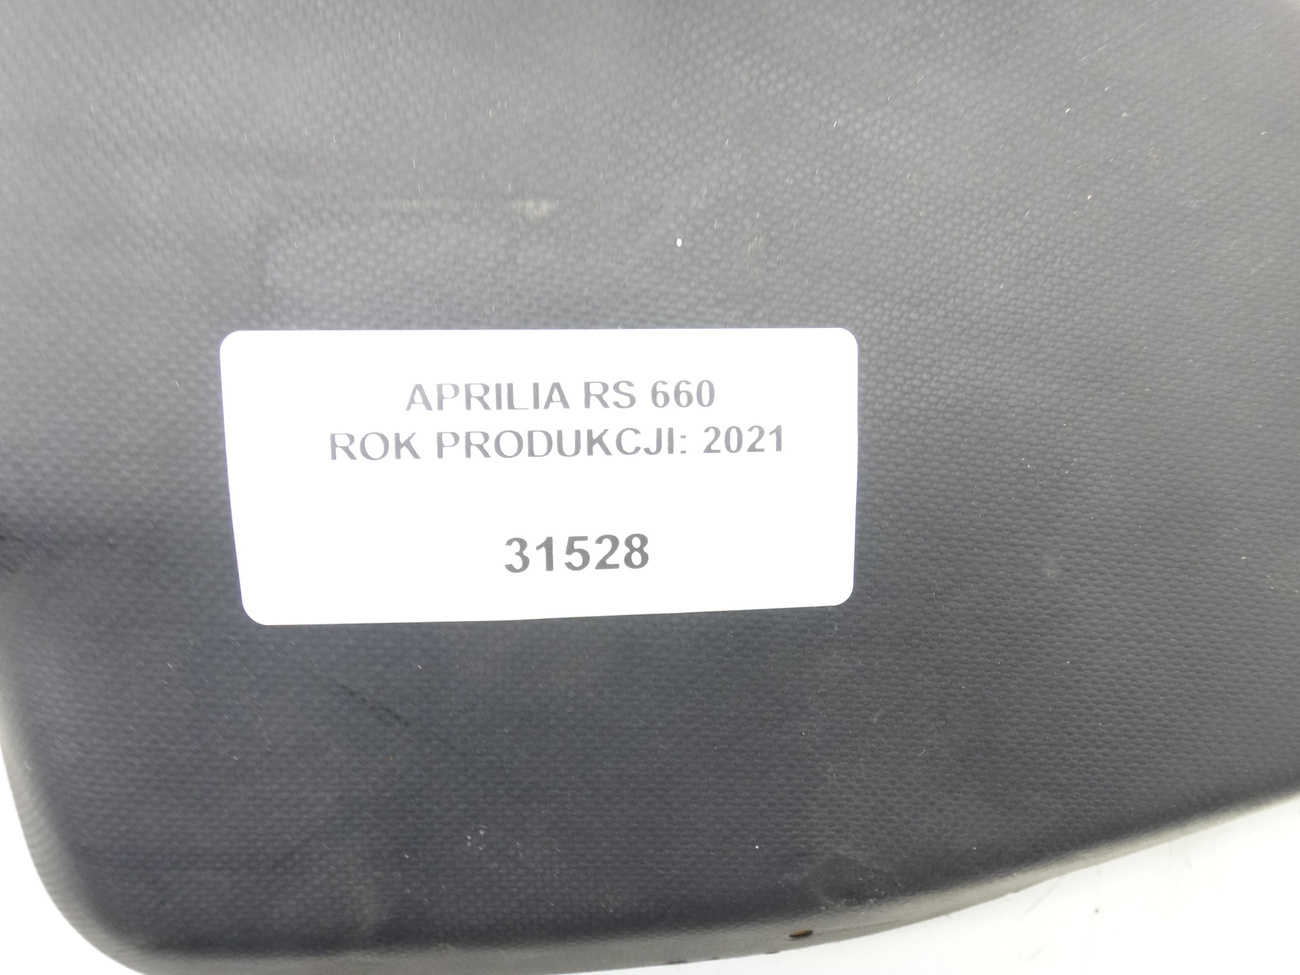 APRILIA RS 660
ROK PRODUKCJI: 2021
31528